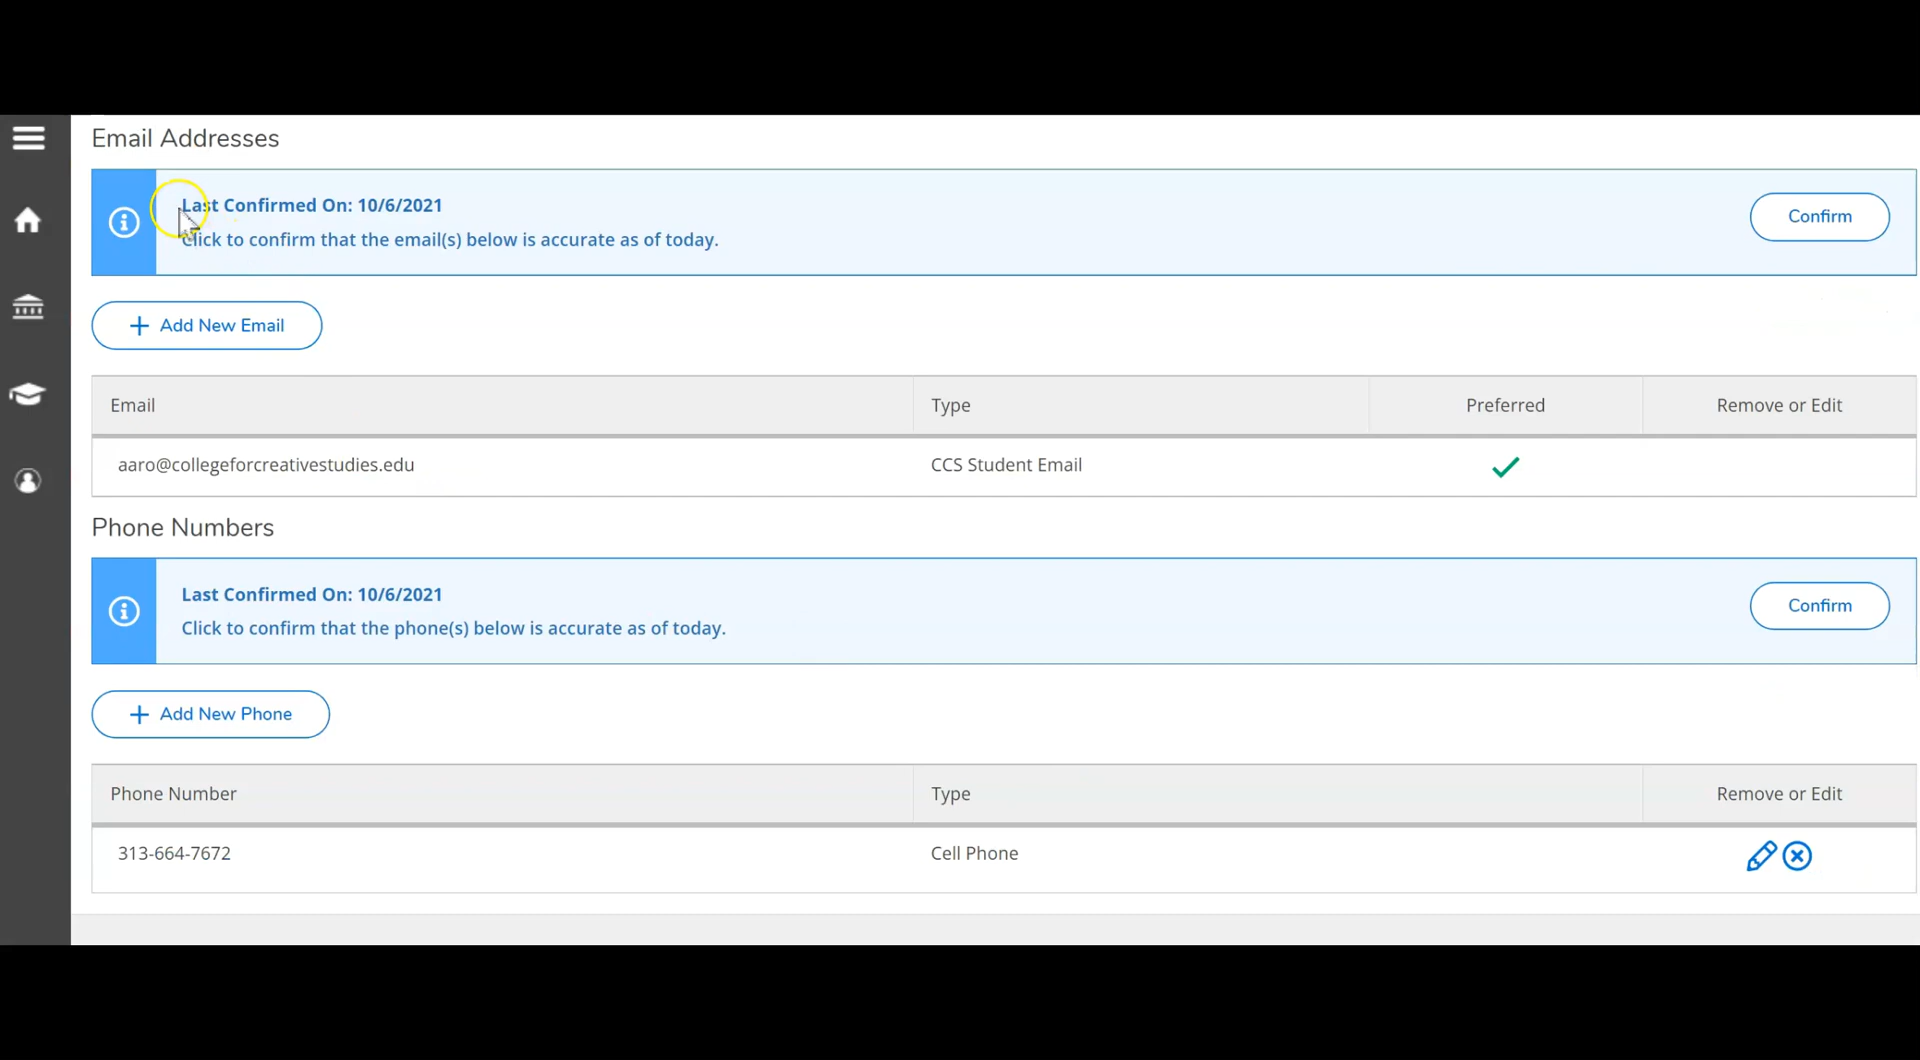 Email Addresses
Last Confirmed On: 10/6/2021
Click to confirm that the email(s) below is accurate as of today.
Confirm
Add New Email
Email Type Preferred Remove or Edit
aaro@collegeforcreativestudies.edu CCS Student Email
Phone Numbers
Last Confirmed On: 10/6/2021
Click to confirm that the phone(s) below is accurate as of today.
Confirm
Add New Phone
Phone Number Type Remove or Edit
313-664-7672 Cell Phone